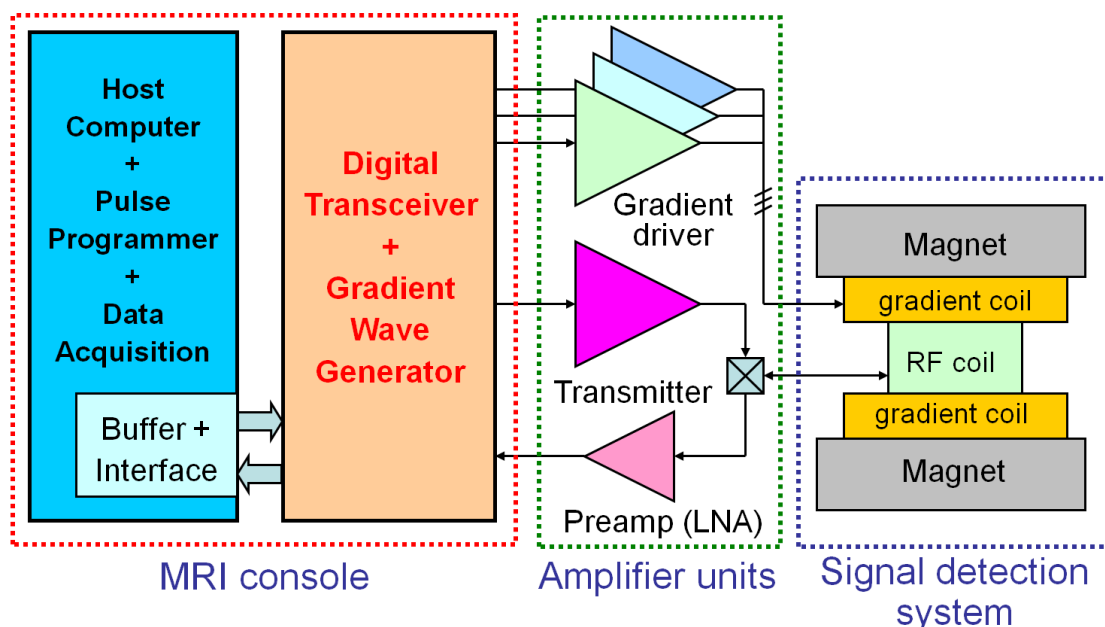 Host
Computer
+
Pulse
Programmer
+
Data
Acquisition
Buffer +
Interface
Digital
Transceiver
+
Gradient
Wave
Generator
MRI console
Gradient
driver
Transmitter
Preamp (LNA)
Amplifier units
Magnet
gradient coil
RF coil
gradient coil
Magnet
Signal detection
system